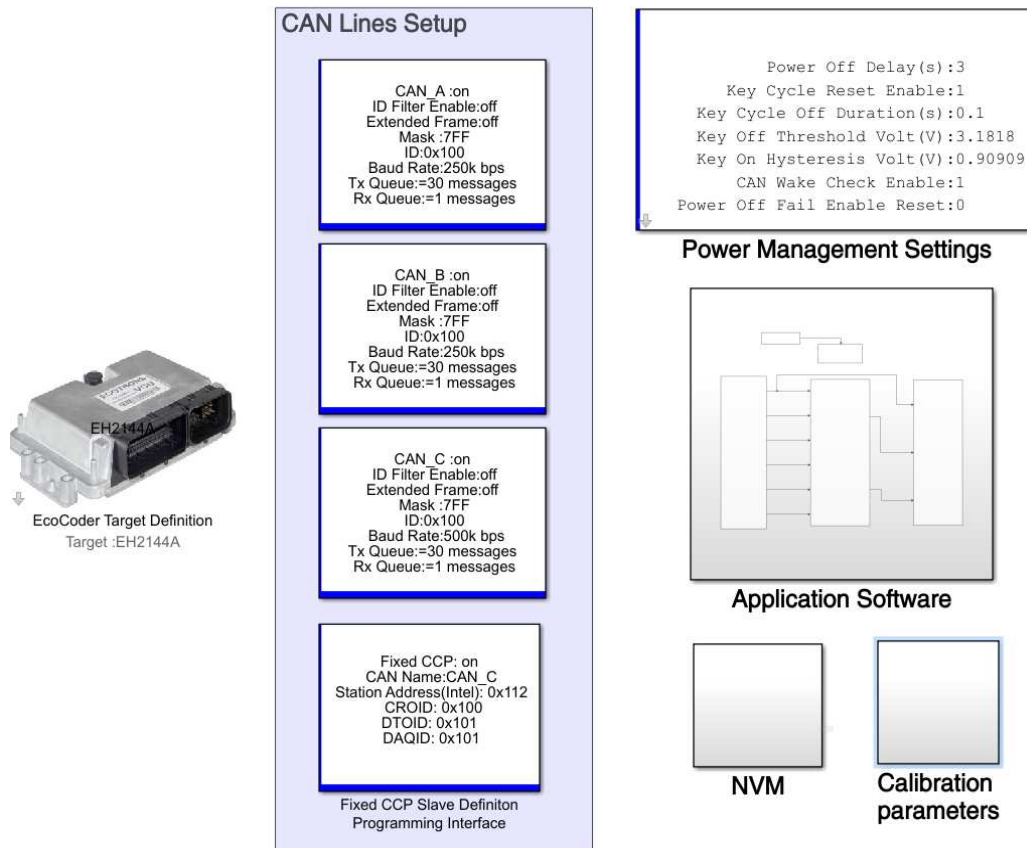 CAN Lines Setup
CAN_A :on
ID Filter Enable:off
Extended Frame:off
Mask :7FF
ID:0x100
Baud Rate:250k bps
Tx Queue:=30 messages
Rx Queue:=1 messages
CAN_B :on
ID Filter Enable:off
Extended Frame:off
Mask :7FF
ID:0x100
Baud Rate:250k bps
Tx Queue:=30 messages
Rx Queue:=1 messages
CAN_C :on
ID Filter Enable:off
Extended Frame:off
Mask :7FF
ID:0x100
Baud Rate:500k bps
Tx Queue:=30 messages
Rx Queue:=1 messages
Fixed CCP: on
CAN Name:CAN_C
Station Address(Intel): 0x112
CROID: 0x100
DTOID: 0x101
DAQID: 0x101
Fixed CCP Slave Definiton
Programming Interface
ECOTRONS
VCU
EH2144A
EcoCoder Target Definition
Target :EH2144A
Power Off Delay(s):3
Key Cycle Reset Enable:1
Key Cycle Off Duration(s):0.1
Key Off Threshold Volt(V):3.1818
Key On Hysteresis Volt(V):0.90909
CAN Wake Check Enable:1
Power Off Fail Enable Reset:0
Power Management Settings
Application Software
NVM
Calibration
parameters